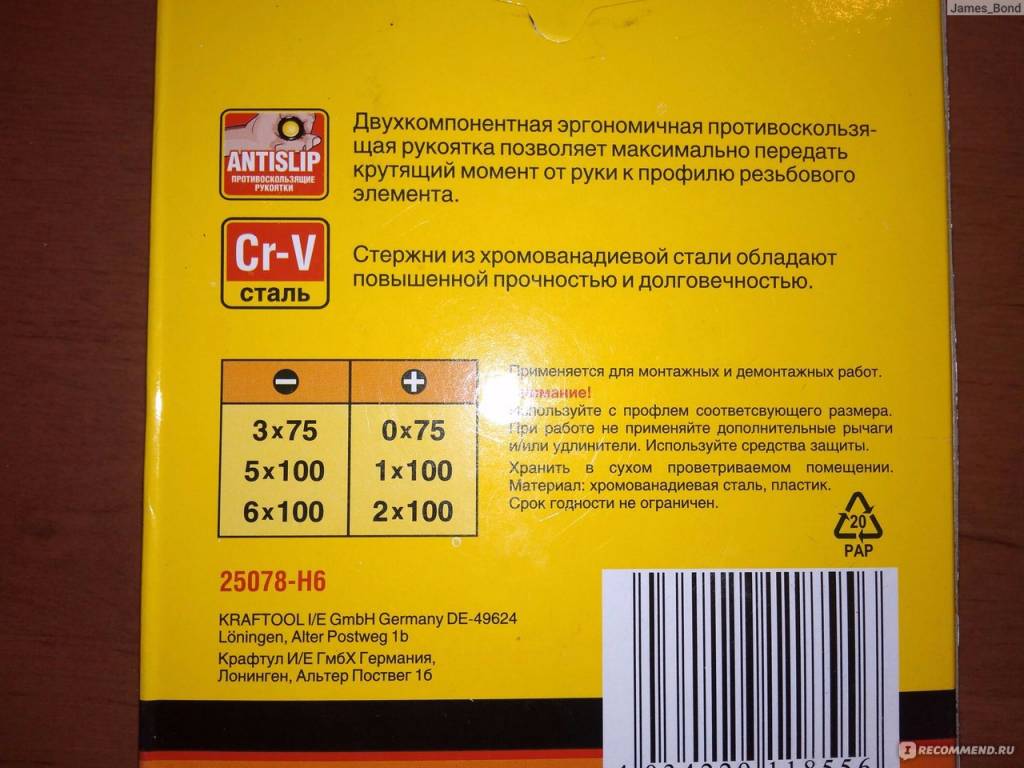 James_Bond
ANTISLIP
ПРОТИВОСКОЛЬЗЯЩИЕ
РУКОЯТКИ
Двухкомпонентная эргономичная противоскользя-
щая рукоятка позволяет максимально передать
крутящий момент от руки к профилю резьбового
элемента.
Cr-V
сталь
Стержни из хромованадиевой стали обладают
повышенной прочностью и долговечностью.
− +
3x75 0x75
5x100 1x100
6x100 2x100
Применяется для монтажных и демонтажных работ.
Внимание!
Используйте с профлем соответсвующего размера.
При работе не применяйте дополнительные рычаги
и/или удлинители. Используйте средства защиты.
Хранить в сухом проветриваемом помещении.
Материал: хромованадиевая сталь, пластик.
Срок годности не ограничен.
20
PAP
25078-H6
KRAFTOOL I/E GmbH Germany DE-49624
Löningen, Alter Postweg 1b
Крафтул И/Е ГмбХ Германия,
Лонинген, Альтер Поствег 1б
118556
IRECOMMEND.RU